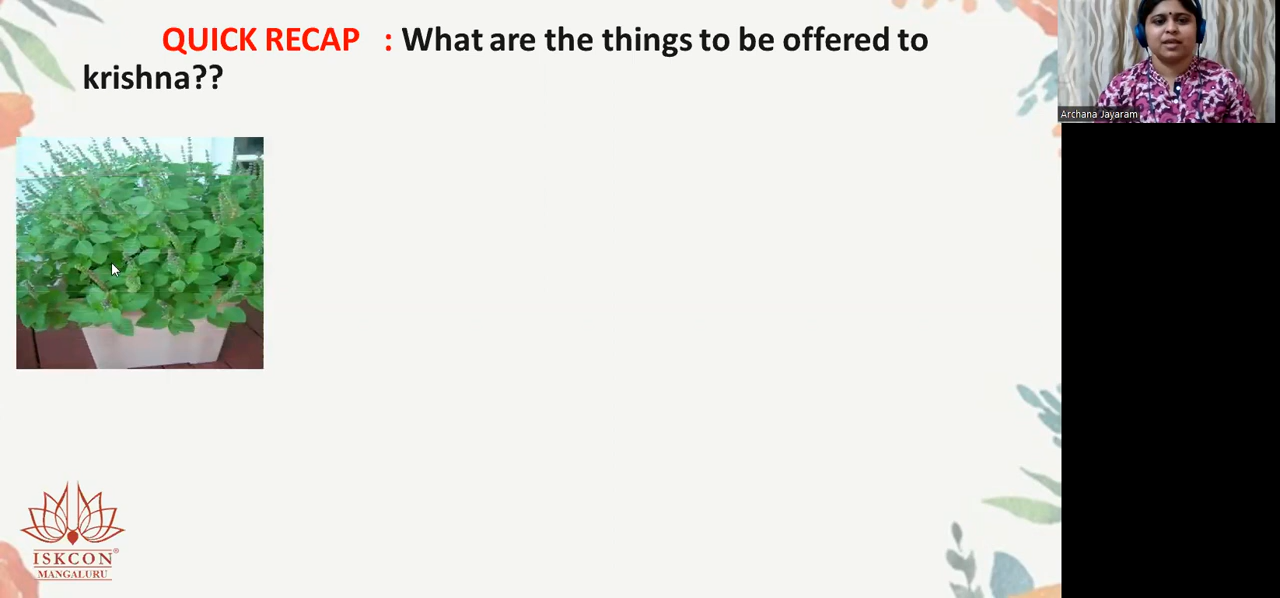 QUICK RECAP : What are the things to be offered to
krishna??
Archana Jayaram
ISKCON®
MANGALURU